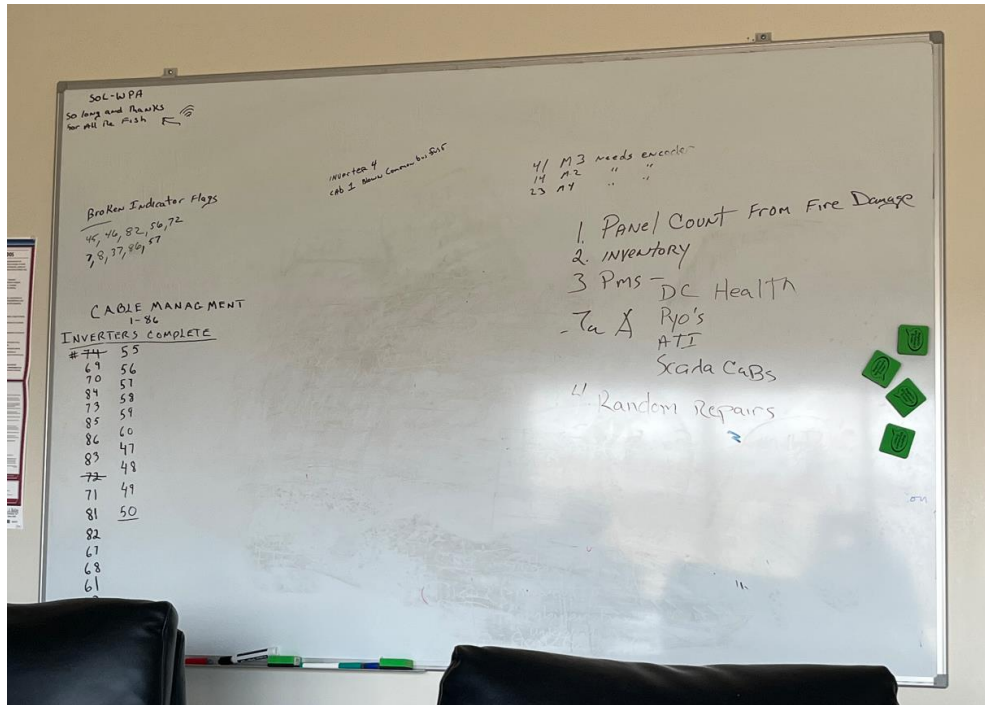 SOL-WPA
So long and Thanks
for All the Fish
Inverter 4
Cab 1 Blown Common bus fuse
41 M3 needs encoder
14 M2 " "
23 M4 " "
Broken Indicator Flags
45, 46, 82, 56, 72
7, 8, 37, 86, 57
1. PANEL COUNT From Fire Damage
2. INVENTORY
3 Pms - DC Health
Ryo's
ATI
Scada CaBs
4 Random Repairs
CABLE MANAGMENT
1-86
INVERTERS COMPLETE
#74 55
69 56
70 57
84 58
73 59
85 60
86 47
83 48
72 49
71 50
81
82
67
68
61
on